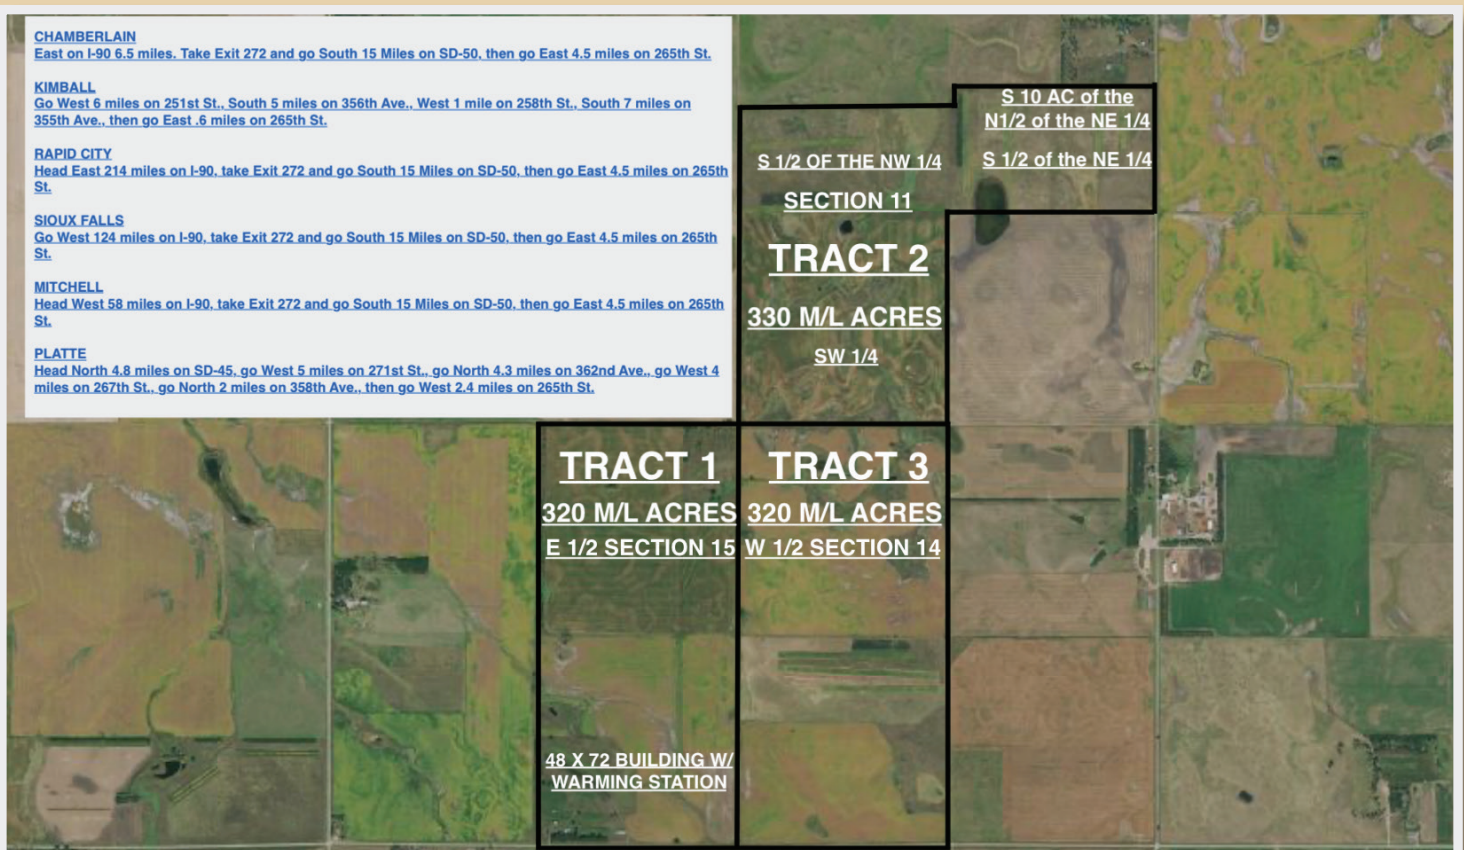 CHAMBERLAIN
East on I-90 6.5 miles. Take Exit 272 and go South 15 Miles on SD-50, then go East 4.5 miles on 265th St.
KIMBALL
Go West 6 miles on 251st St., South 5 miles on 356th Ave., West 1 mile on 258th St., South 7 miles on
355th Ave., then go East .6 miles on 265th St.
RAPID CITY
Head East 214 miles on I-90, take Exit 272 and go South 15 Miles on SD-50, then go East 4.5 miles on 265th
St.
SIOUX FALLS
Go West 124 miles on I-90, take Exit 272 and go South 15 Miles on SD-50, then go East 4.5 miles on 265th
St.
MITCHELL
Head West 58 miles on I-90, take Exit 272 and go South 15 Miles on SD-50, then go East 4.5 miles on 265th
St.
PLATTE
Head North 4.8 miles on SD-45, go West 5 miles on 271st St., go North 4.3 miles on 362nd Ave., go West 4
miles on 267th St., go North 2 miles on 358th Ave., then go West 2.4 miles on 265th St.
S 10 AC of the
N1/2 of the NE 1/4
S 1/2 of the NE 1/4
S 1/2 OF THE NW 1/4
SECTION 11
TRACT 2
330 M/L ACRES
SW 1/4
TRACT 1
320 M/L ACRES
E 1/2 SECTION 15
48 X 72 BUILDING W/
WARMING STATION
TRACT 3
320 M/L ACRES
W 1/2 SECTION 14